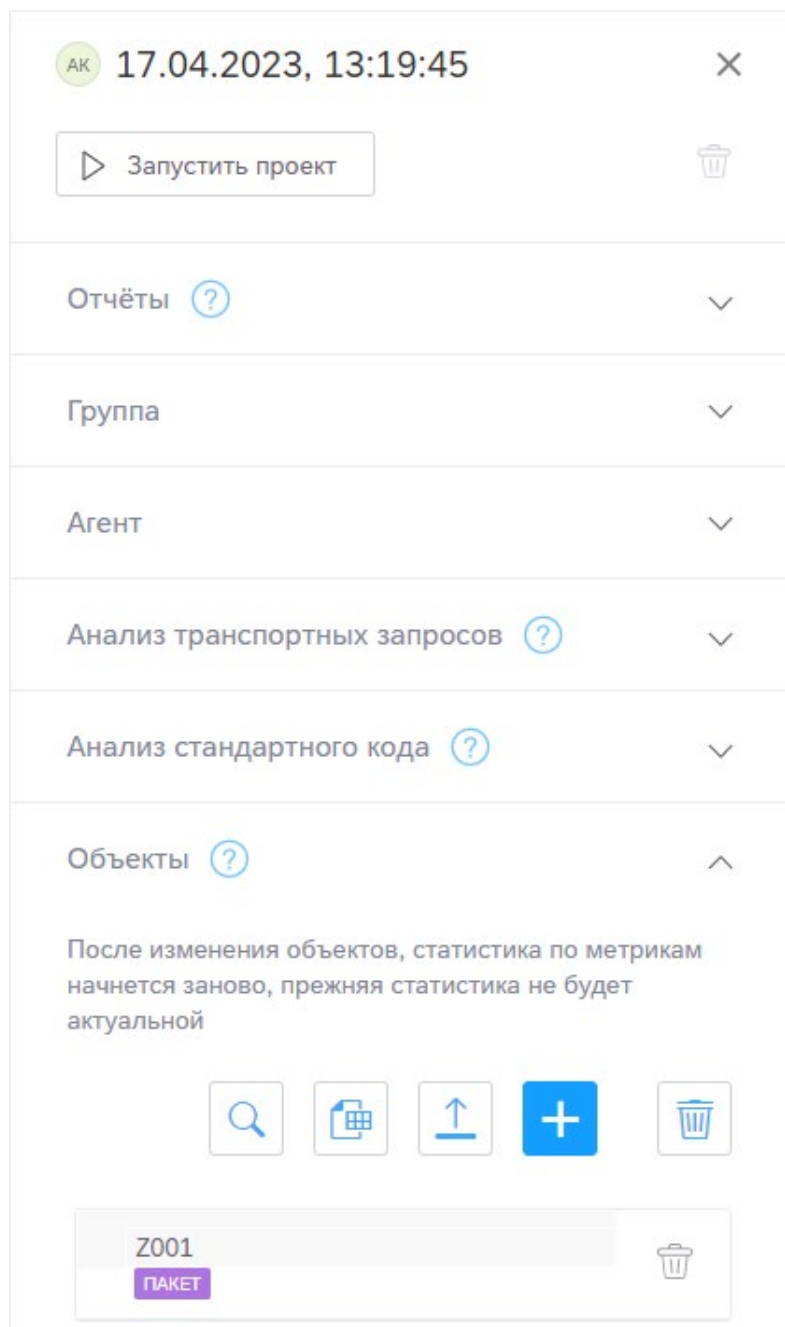 АК 17.04.2023, 13:19:45
Запустить проект
Отчёты ?
Группа
Агент
Анализ транспортных запросов ?
Анализ стандартного кода ?
Объекты ?
После изменения объектов, статистика по метрикам
начнется заново, прежняя статистика не будет
актуальной
Z001
ПАКЕТ